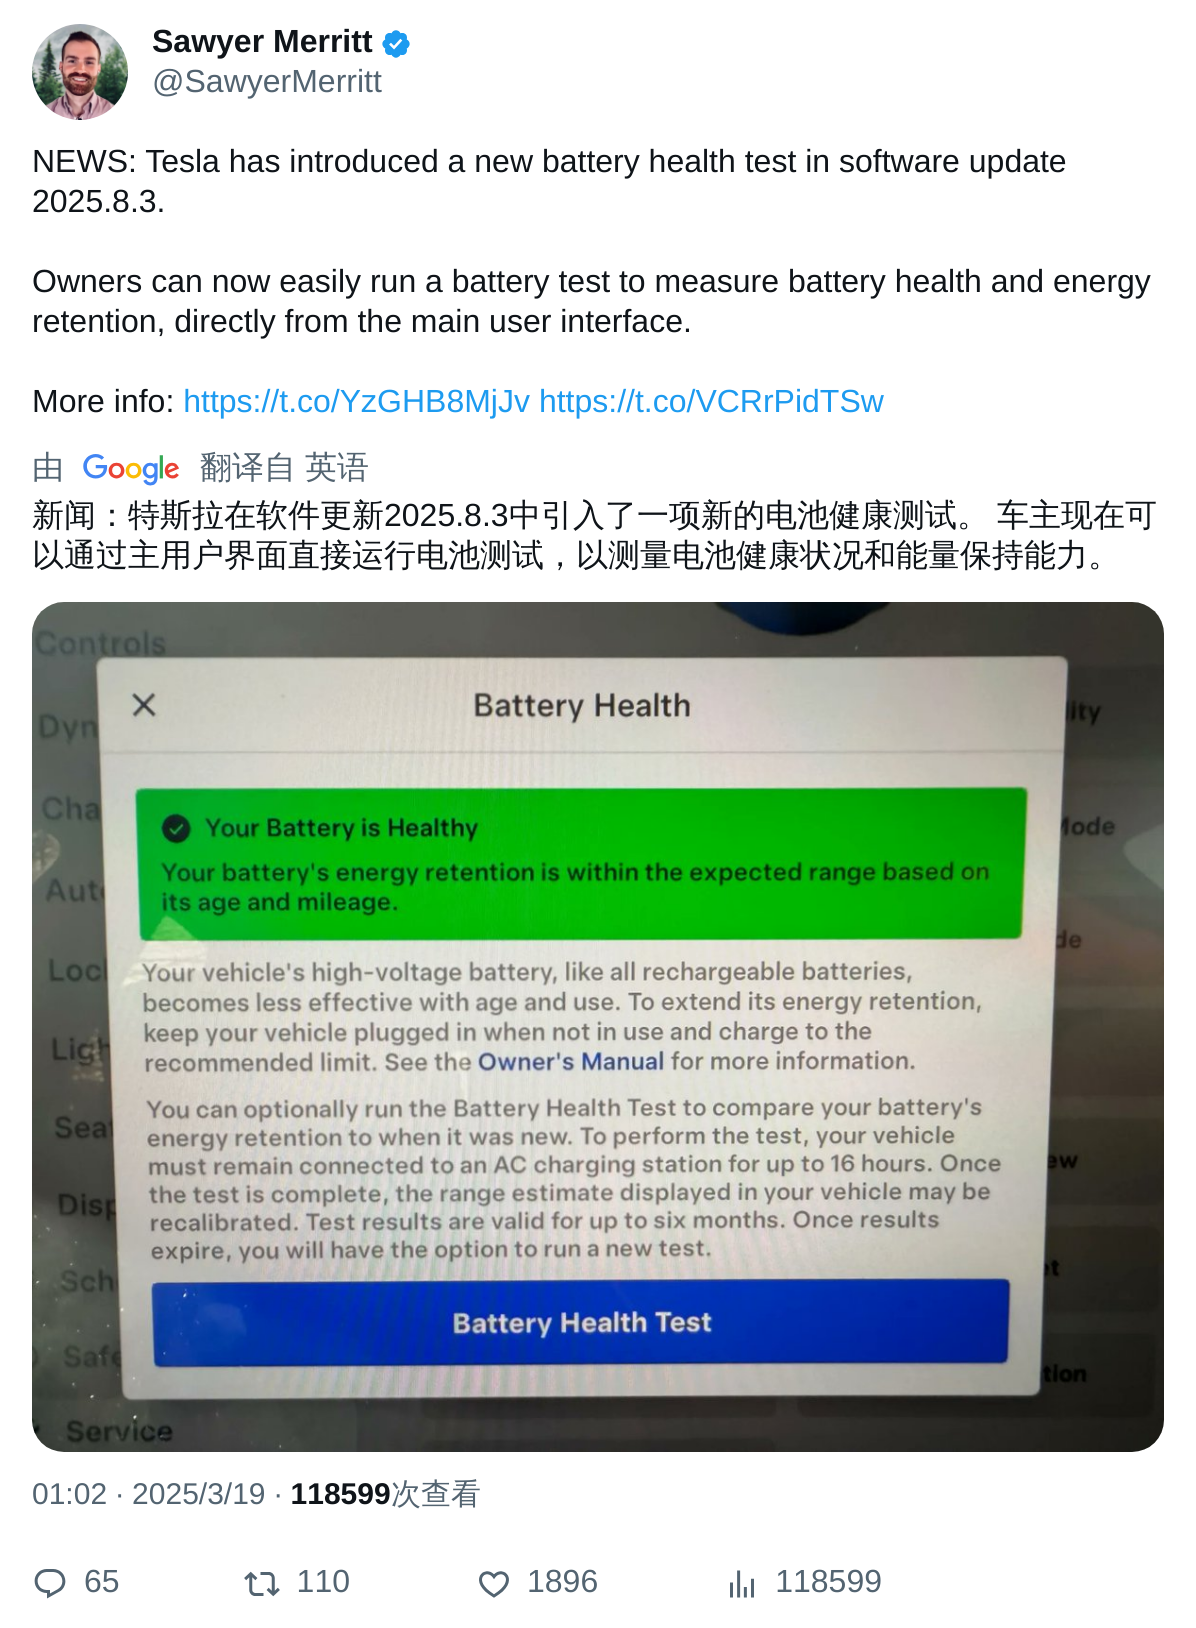 Sawyer Merritt
@SawyerMerritt
NEWS: Tesla has introduced a new battery health test in software update
2025.8.3.
Owners can now easily run a battery test to measure battery health and energy
retention, directly from the main user interface.
More info: https://t.co/YzGHB8MjJv https://t.co/VCRrPidTSw
由 Google 翻译自 英语
新闻：特斯拉在软件更新2025.8.3中引入了一项新的电池健康测试。 车主现在可
以通过主用户界面直接运行电池测试，以测量电池健康状况和能量保持能力。
Controls
Battery Health
Dyn
lity
Cha
Your Battery is Healthy
Mode
Your battery's energy retention is within the expected range based on
its age and mileage.
Auto
de
Lock
Your vehicle's high-voltage battery, like all rechargeable batteries,
becomes less effective with age and use. To extend its energy retention,
keep your vehicle plugged in when not in use and charge to the
recommended limit. See the Owner's Manual for more information.
Ligh
You can optionally run the Battery Health Test to compare your battery's
energy retention to when it was new. To perform the test, your vehicle
must remain connected to an AC charging station for up to 16 hours. Once
the test is complete, the range estimate displayed in your vehicle may be
recalibrated. Test results are valid for up to six months. Once results
expire, you will have the option to run a new test.
Seat
ew
Disp
et
Sch
Battery Health Test
Safe
tion
Service
01:02 · 2025/3/19 · 118599次查看
65 110 1896 118599